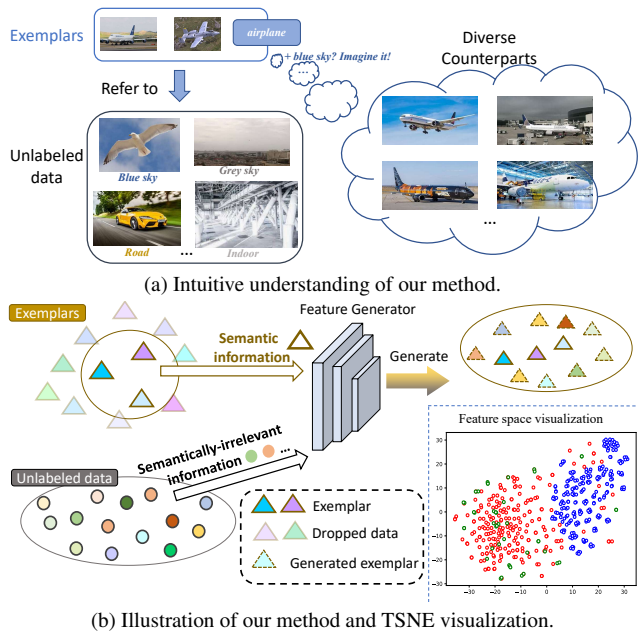 Exemplars
airplane
+ blue sky? Imagine it!
...
Refer to
Diverse
Counterparts
Unlabeled
data
Blue sky
Grey sky
Road
...
Indoor
...
(a) Intuitive understanding of our method.
Exemplars
Semantic
information
Feature Generator
Generate
Unlabeled data
Semantically-irrelevant
information ...
Exemplar
Dropped data
Generated exemplar
Feature space visualization
30
20
10
0
−10
−20
−30
−30 −20 −10 0 10 20 30
(b) Illustration of our method and TSNE visualization.